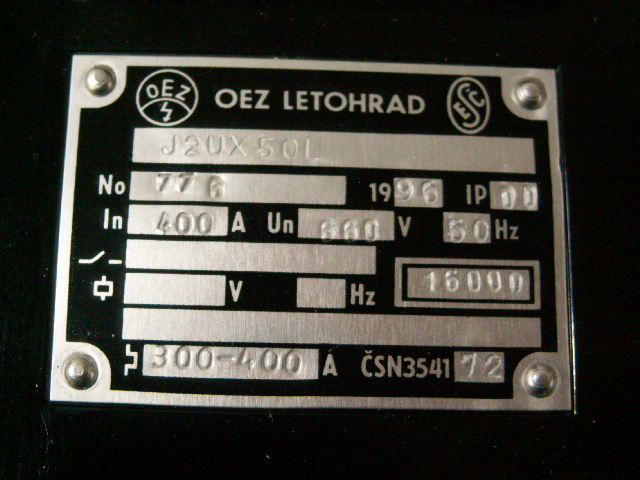 OEZ OEZ LETOHRAD ESČ
J2UX50L
No 776 1996 IP 00
In 400 A Un 660 V 50 Hz
16000
V Hz
300-400 A ČSN3541 72